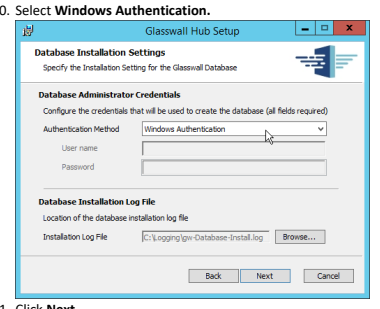 0. Select Windows Authentication.
Glasswall Hub Setup
Database Installation Settings
Specify the Installation Setting for the Glasswall Database
Database Administrator Credentials
Configure the credentials that will be used to create the database (all fields required)
Authentication Method Windows Authentication
User name
Password
Database Installation Log File
Location of the database installation log file
Installation Log File C:\Logging\gw-Database-Install.log Browse...
Back Next Cancel
1. Click Next